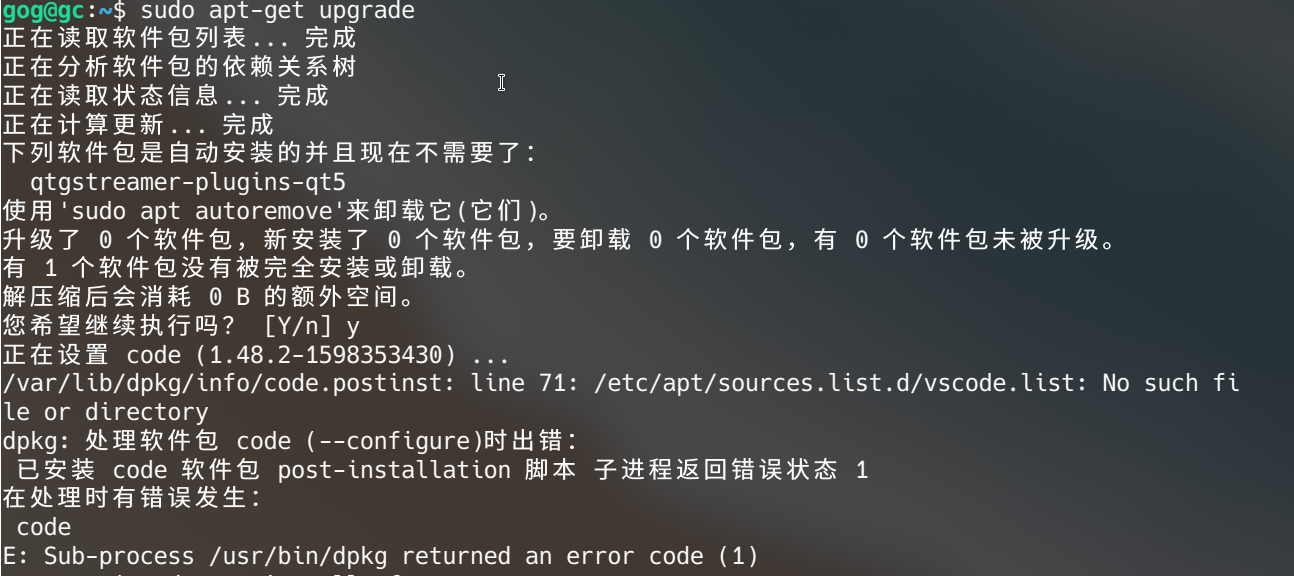 gog@gc:~$ sudo apt-get upgrade
正在读取软件包列表... 完成
正在分析软件包的依赖关系树
正在读取状态信息... 完成
正在计算更新... 完成
下列软件包是自动安装的并且现在不需要了：
  qtgstreamer-plugins-qt5
使用'sudo apt autoremove'来卸载它(它们)。
升级了 0 个软件包，新安装了 0 个软件包，要卸载 0 个软件包，有 0 个软件包未被升级。
有 1 个软件包没有被完全安装或卸载。
解压缩后会消耗 0 B 的额外空间。
您希望继续执行吗？ [Y/n] y
正在设置 code (1.48.2-1598353430) ...
/var/lib/dpkg/info/code.postinst: line 71: /etc/apt/sources.list.d/vscode.list: No such fi
le or directory
dpkg: 处理软件包 code (--configure)时出错：
 已安装 code 软件包 post-installation 脚本 子进程返回错误状态 1
在处理时有错误发生：
 code
E: Sub-process /usr/bin/dpkg returned an error code (1)